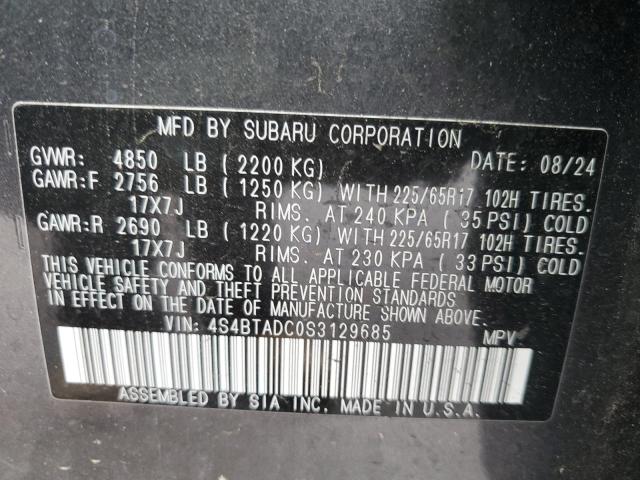 MFD BY SUBARU CORPORATION
GVWR: 4850 LB (2200 KG) DATE: 08/24
GAWR:F 2756 LB (1250 KG) WITH 225/65R17 102H TIRES.
17X7J RIMS. AT 240 KPA (35 PSI) COLD
GAWR:R 2690 LB (1220 KG) WITH 225/65R17 102H TIRES.
17X7J RIMS. AT 230 KPA (33 PSI) COLD
THIS VEHICLE CONFORMS TO ALL APPLICABLE FEDERAL MOTOR
VEHICLE SAFETY AND THEFT PREVENTION STANDARDS
IN EFFECT ON THE DATE OF MANUFACTURE SHOWN ABOVE.
VIN: 4S4BTADC0S3129685 MPV
ASSEMBLED BY SIA INC. MADE IN U.S.A.